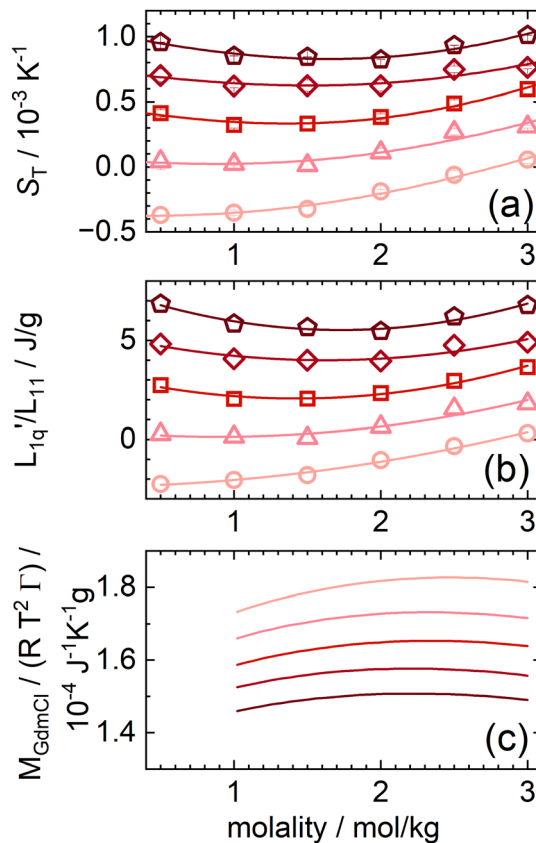 S_T / 10⁻³ K⁻¹
1.0
0.5
0.0
−0.5
(a)
1
2
3
L_1q'/L_11 / J/g
5
0
(b)
1
2
3
M_GdmCl / (R T² Γ) /
10⁻⁴ J⁻¹K⁻¹g
1.8
1.6
1.4
(c)
1
2
3
molality / mol/kg